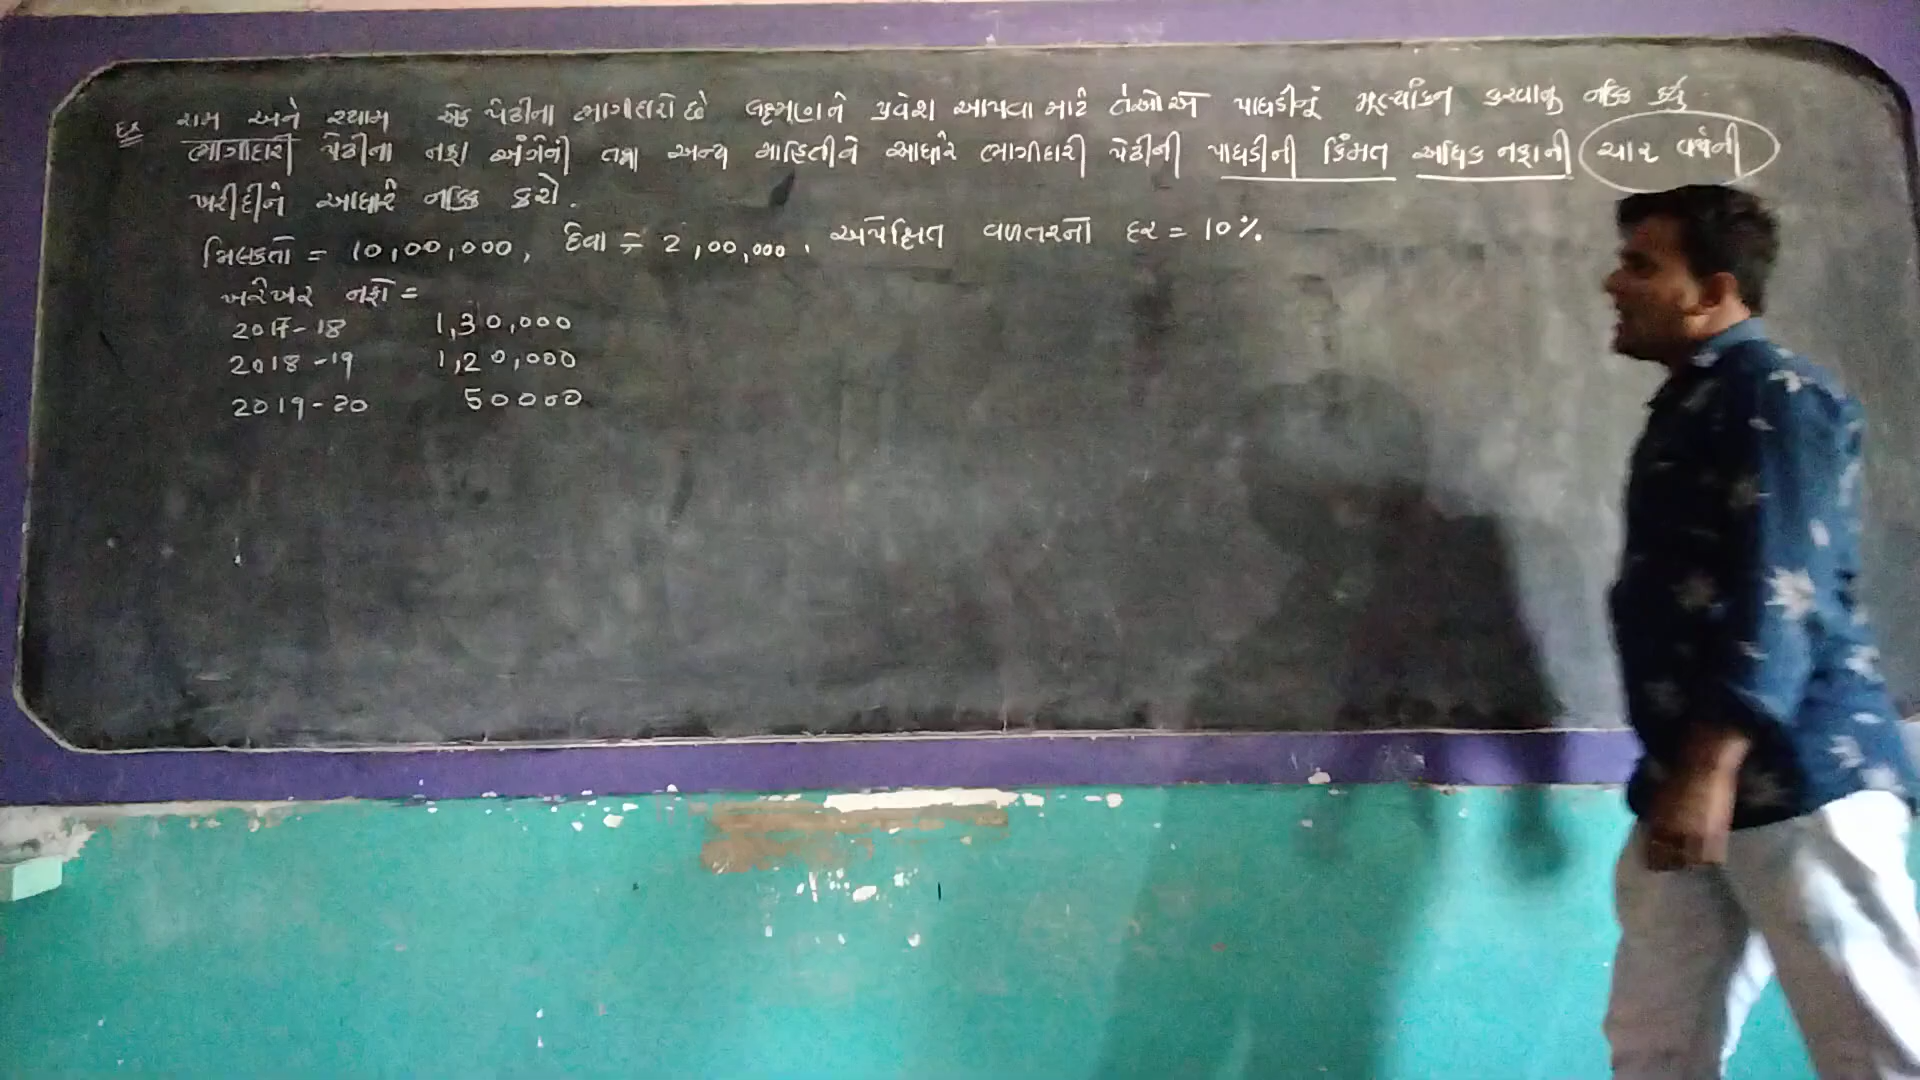 દા રામ અને શ્યામ એક પેઢીના ભાગીદારો છે લક્ષ્મણને પ્રવેશ આપવા માટે તેઓએ પાઘડીનું મૂલ્યાંકન કરવાનું નક્કિ કર્યુ.
ભાગીદારી પેઢીના નફા અંગેની તથા અન્ય માહિતીને આધારે ભાગીદારી પેઢીની પાઘડીની કિંમત અધિક નફાની ચાર વર્ષની
ખરીદીને આધારે નક્કિ કરો.
મિલકતો = 10,00,000, દેવા = 2,00,000. અપેક્ષિત વળતરનો દર = 10%.
ખરેખર નફો =
2017-18 1,30,000
2018-19 1,20,000
2019-20 50000